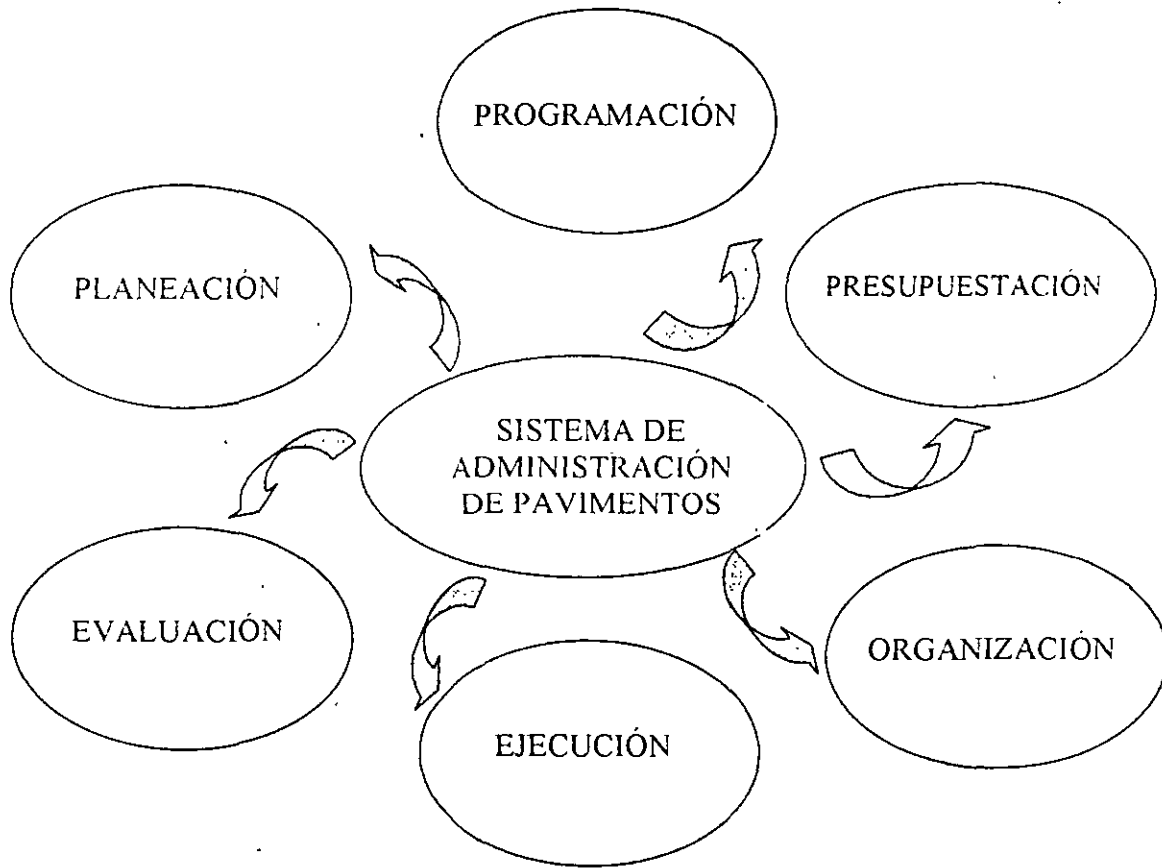 PROGRAMACIÓN
PLANEACIÓN
PRESUPUESTACIÓN
SISTEMA DE
ADMINISTRACIÓN
DE PAVIMENTOS
EVALUACIÓN
ORGANIZACIÓN
EJECUCIÓN